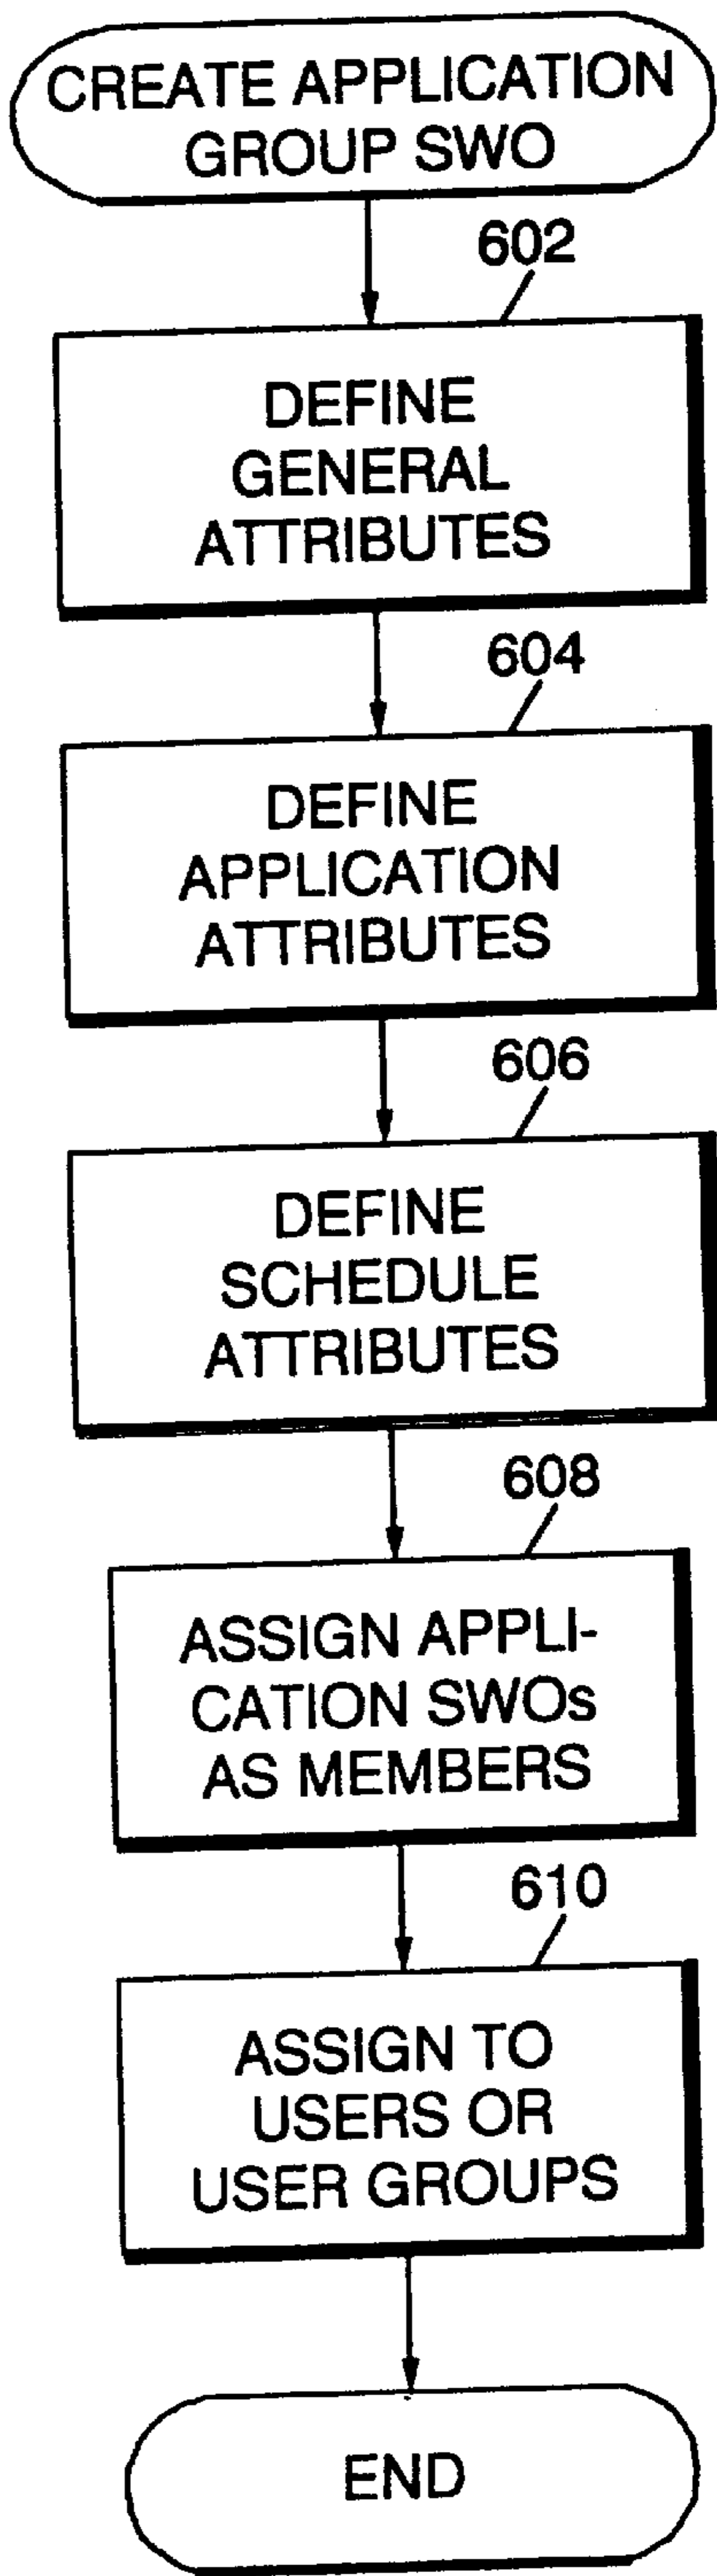 CREATE APPLICATION
GROUP SWO
602
DEFINE
GENERAL
ATTRIBUTES
604
DEFINE
APPLICATION
ATTRIBUTES
606
DEFINE
SCHEDULE
ATTRIBUTES
608
ASSIGN APPLI-
CATION SWOs
AS MEMBERS
610
ASSIGN TO
USERS OR
USER GROUPS
END